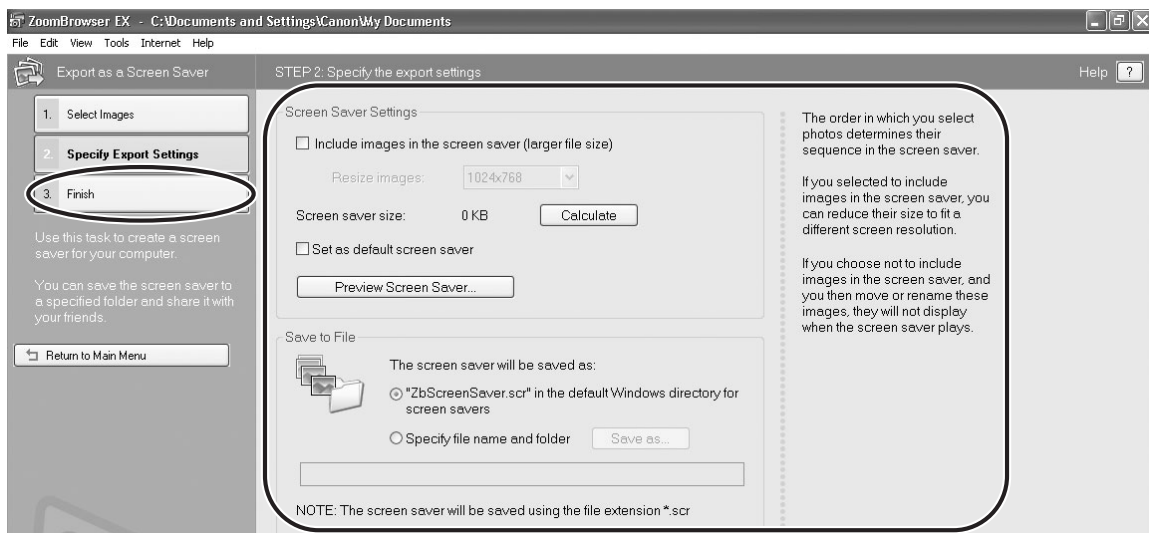 ZoomBrowser EX - C:\Documents and Settings\Canon\My Documents
File Edit View Tools Internet Help
Export as a Screen Saver
STEP 2: Specify the export settings
Help ?
1. Select Images
2. Specify Export Settings
3. Finish
Use this task to create a screen
saver for your computer.
You can save the screen saver to
a specified folder and share it with
your friends.
Return to Main Menu
Screen Saver Settings
Include images in the screen saver (larger file size)
Resize images: 1024x768
Screen saver size: 0 KB Calculate
Set as default screen saver
Preview Screen Saver...
Save to File
The screen saver will be saved as:
"ZbScreenSaver.scr" in the default Windows directory for
screen savers
Specify file name and folder Save as...
NOTE: The screen saver will be saved using the file extension *.scr
The order in which you select
photos determines their
sequence in the screen saver.
If you selected to include
images in the screen saver, you
can reduce their size to fit a
different screen resolution.
If you choose not to include
images in the screen saver, and
you then move or rename these
images, they will not display
when the screen saver plays.